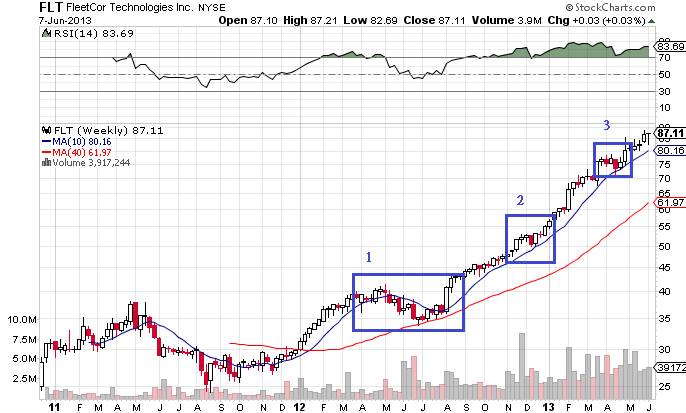 FLT FleetCor Technologies Inc. NYSE © StockCharts.com
7-Jun-2013 Open 87.10 High 87.21 Low 82.69 Close 87.11 Volume 3.9M Chg +0.03 (+0.03%)
RSI(14) 83.69
90
83.69
70
50
30
10
FLT (Weekly) 87.11
MA(10) 80.16
MA(40) 61.97
Volume 3,917,244
3
87.11
80.16
75
70
65
61.97
2
55
50
1
45
40
10.0M 35
7.5M
30
5.0M
2.5M 39172
25
11 F M A M J J A S O N D 12 F M A M J J A S O N D 13 F M A M J